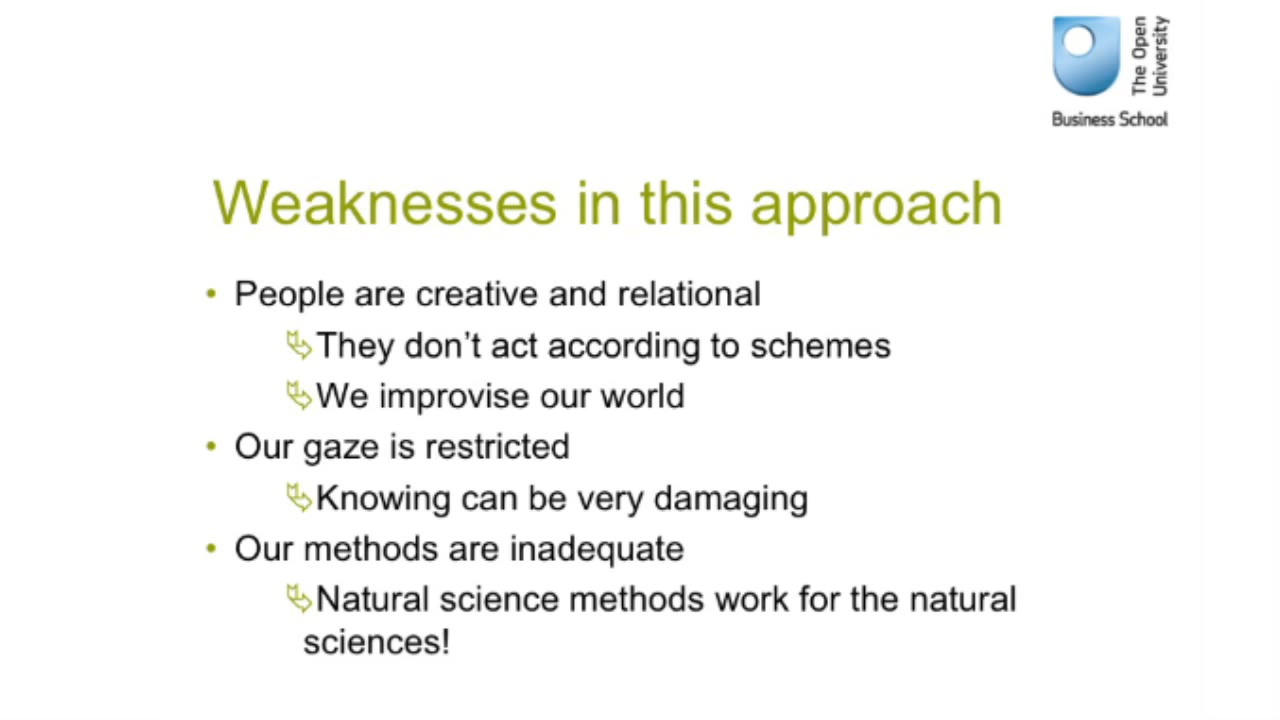 The Open
University
Business School
Weaknesses in this approach
• People are creative and relational
They don't act according to schemes
We improvise our world
• Our gaze is restricted
Knowing can be very damaging
• Our methods are inadequate
Natural science methods work for the natural
sciences!